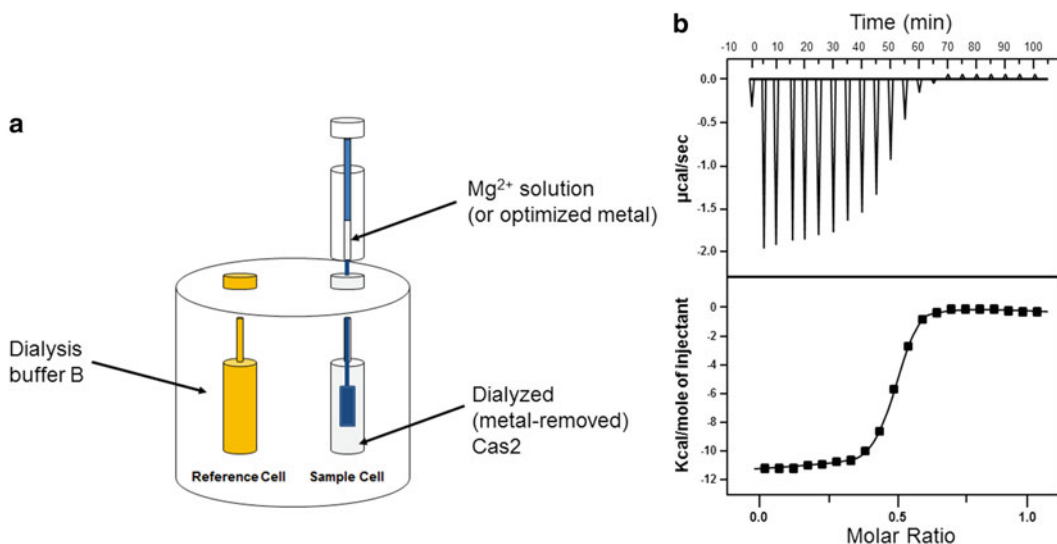 a
Mg2+ solution
(or optimized metal)
Dialysis
buffer B
Dialyzed
(metal-removed)
Cas2
Reference Cell
Sample Cell
b
Time (min)
-10 0 10 20 30 40 50 60 70 80 90 100
0.0
-0.5
-1.0
-1.5
-2.0
µcal/sec
0
-2
-4
-6
-8
-10
-12
Kcal/mole of injectant
0.0 0.5 1.0
Molar Ratio